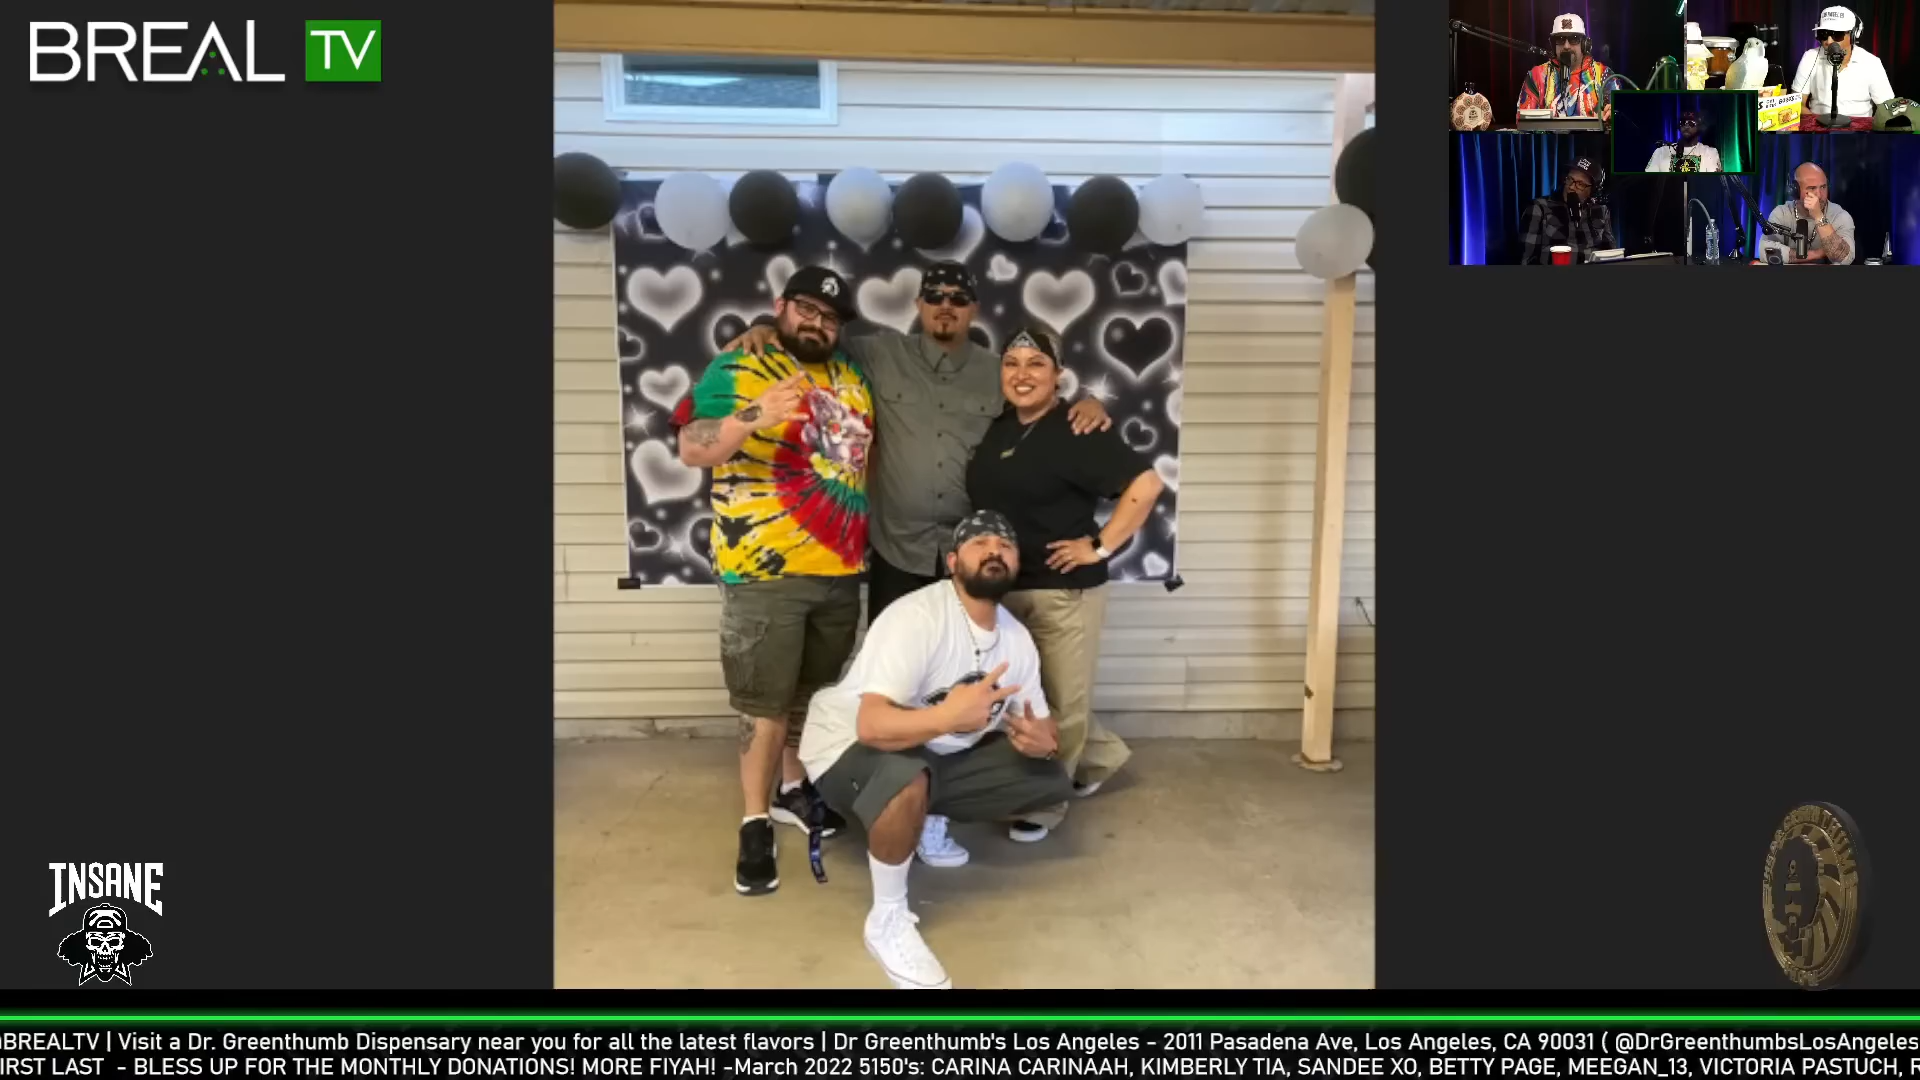 BREAL TV
INSANE
BREALTV | Visit a Dr. Greenthumb Dispensary near you for all the latest flavors | Dr Greenthumb's Los Angeles - 2011 Pasadena Ave, Los Angeles, CA 90031 ( @DrGreenthumbsLosAngeles
IRST LAST - BLESS UP FOR THE MONTHLY DONATIONS! MORE FIYAH! -March 2022 5150's: CARINA CARINAAH, KIMBERLY TIA, SANDEE XO, BETTY PAGE, MEEGAN_13, VICTORIA PASTUCH,